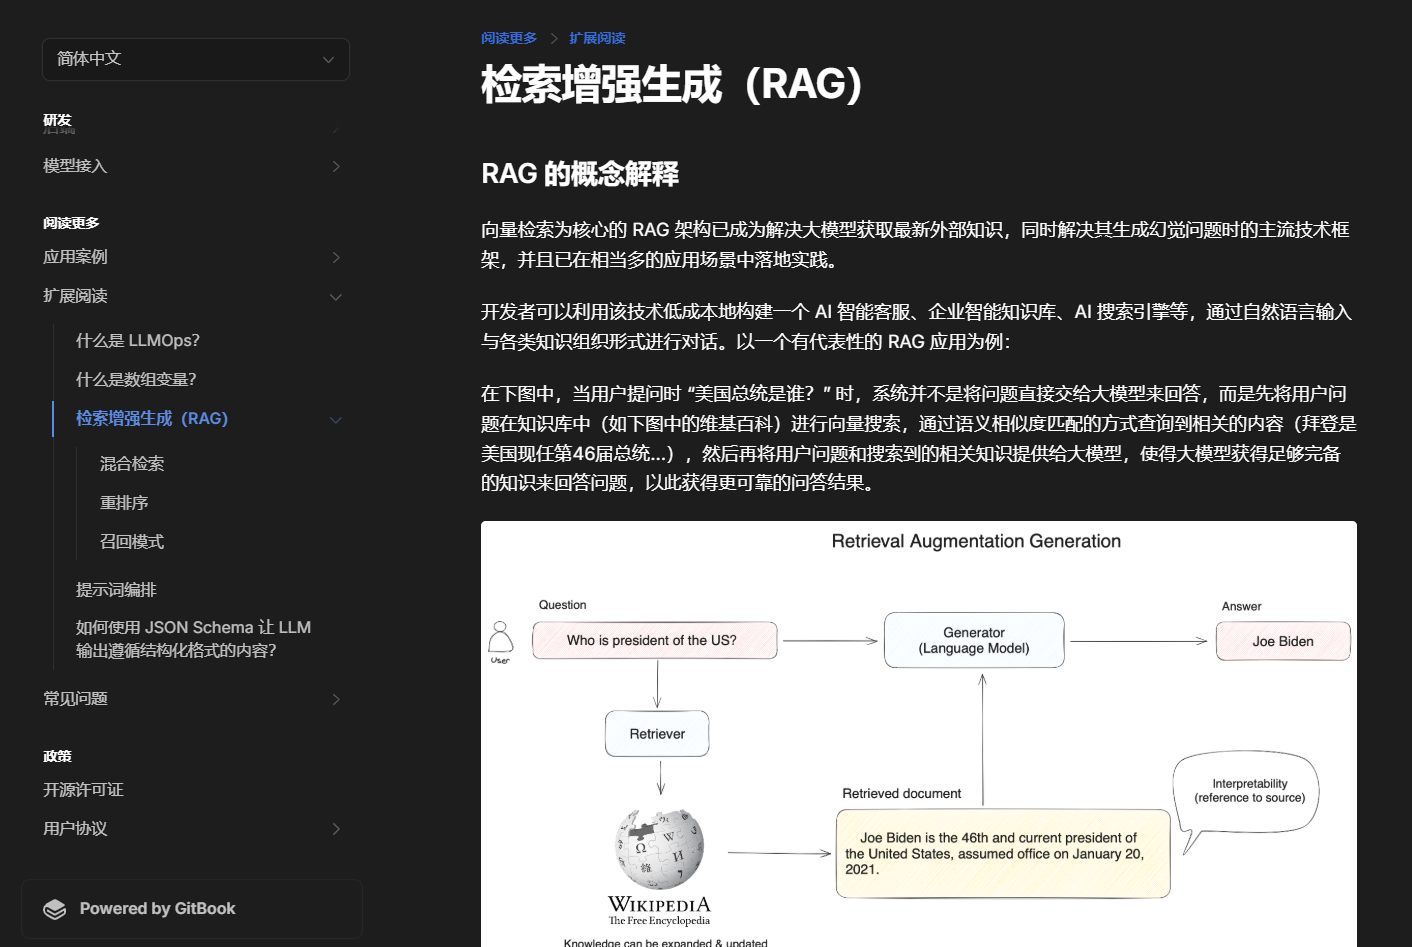 简体中文
研发
后端
模型接入
阅读更多
应用案例
扩展阅读
什么是 LLMOps?
什么是数组变量?
检索增强生成（RAG）
混合检索
重排序
召回模式
提示词编排
如何使用 JSON Schema 让 LLM
输出遵循结构化格式的内容?
常见问题
政策
开源许可证
用户协议
Powered by GitBook
阅读更多 > 扩展阅读
检索增强生成（RAG）
RAG 的概念解释
向量检索为核心的 RAG 架构已成为解决大模型获取最新外部知识，同时解决其生成幻觉问题时的主流技术框
架，并且已在相当多的应用场景中落地实践。
开发者可以利用该技术低成本地构建一个 AI 智能客服、企业智能知识库、AI 搜索引擎等，通过自然语言输入
与各类知识组织形式进行对话。以一个有代表性的 RAG 应用为例：
在下图中，当用户提问时 “美国总统是谁？” 时，系统并不是将问题直接交给大模型来回答，而是先将用户问
题在知识库中（如下图中的维基百科）进行向量搜索，通过语义相似度匹配的方式查询到相关的内容（拜登是
美国现任第46届总统...），然后再将用户问题和搜索到的相关知识提供给大模型，使得大模型获得足够完备
的知识来回答问题，以此获得更可靠的问答结果。
Retrieval Augmentation Generation
Question
Answer
User
Who is president of the US?
Generator
(Language Model)
Joe Biden
Retriever
Retrieved document
Interpretability
(reference to source)
Joe Biden is the 46th and current president of
the United States, assumed office on January 20,
2021.
WIKIPEDIA
The Free Encyclopedia
Knowledge can be expanded & updated